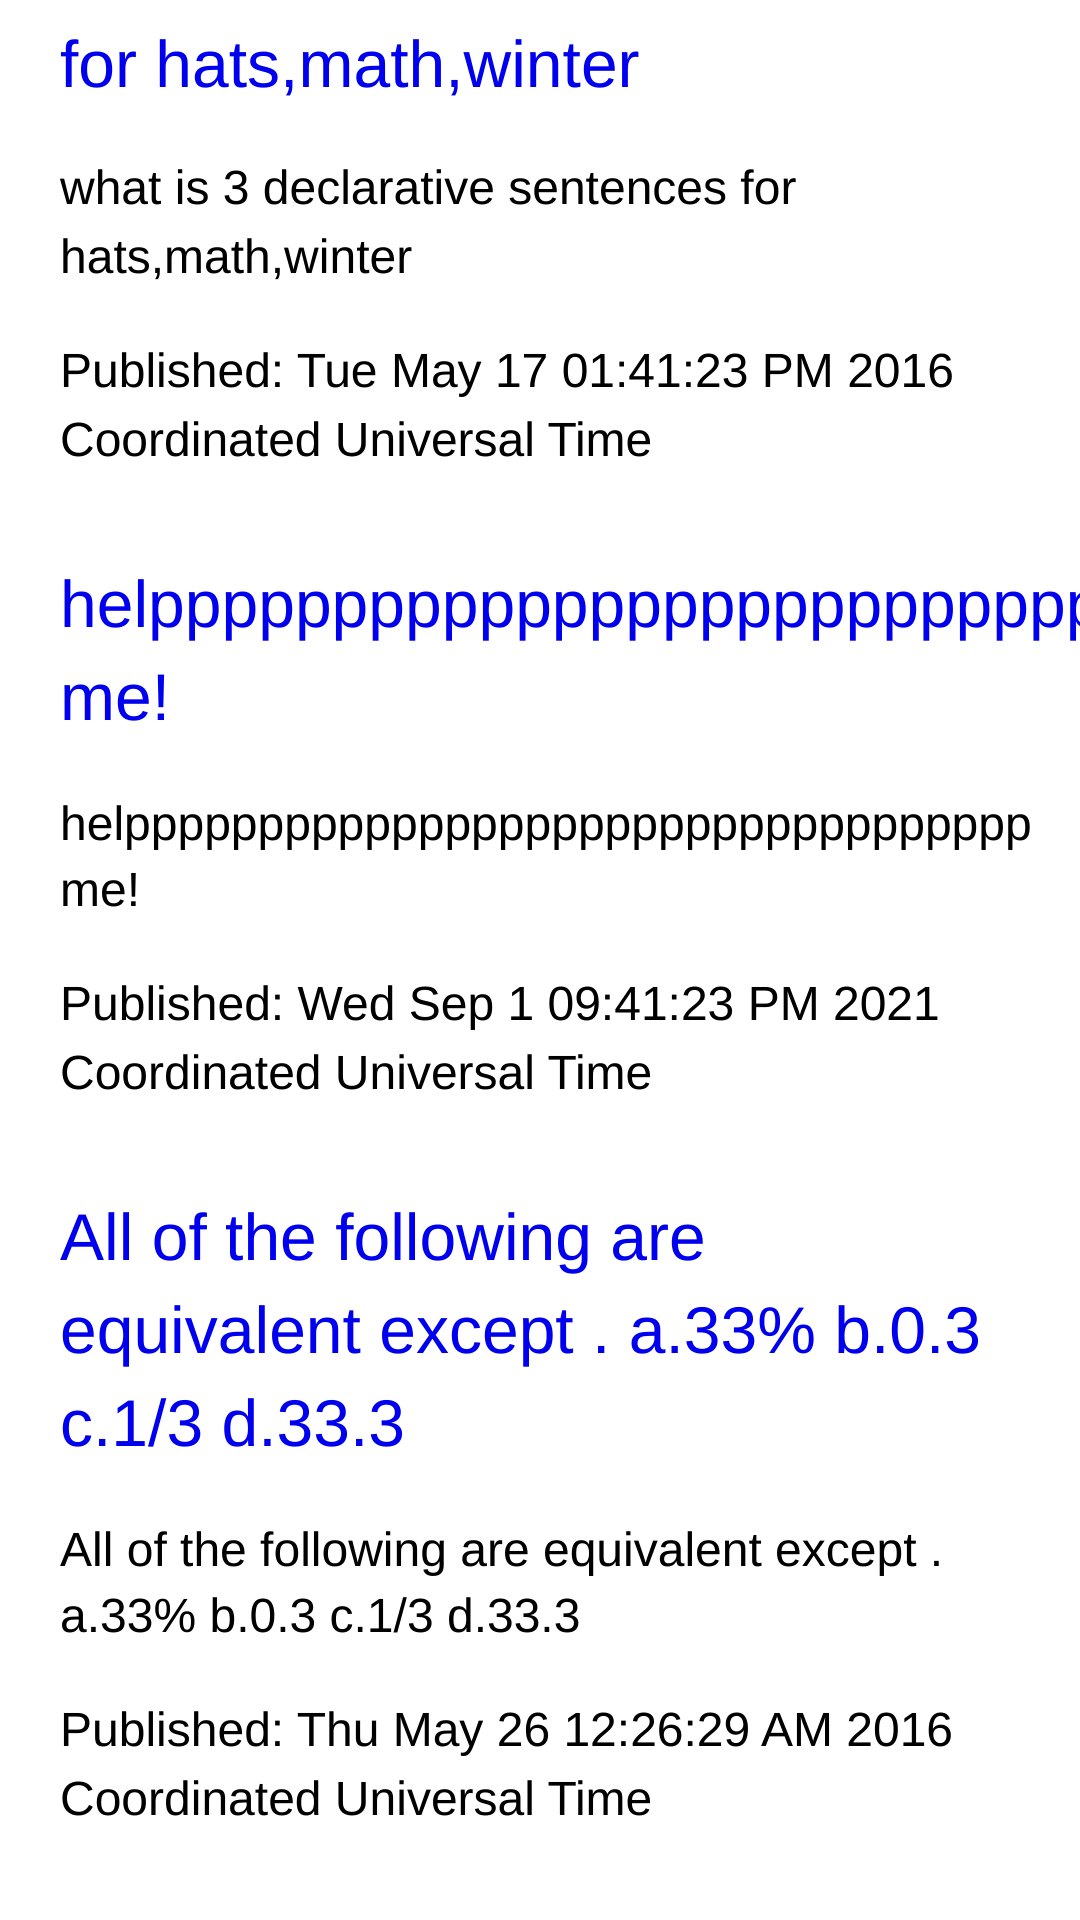 for hats,math,winter
what is 3 declarative sentences for
hats,math,winter
Published: Tue May 17 01:41:23 PM 2016
Coordinated Universal Time
helpppppppppppppppppppppppppp
me!
helpppppppppppppppppppppppppppppppppp
me!
Published: Wed Sep 1 09:41:23 PM 2021
Coordinated Universal Time
All of the following are
equivalent except . a.33% b.0.3
c.1/3 d.33.3
All of the following are equivalent except .
a.33% b.0.3 c.1/3 d.33.3
Published: Thu May 26 12:26:29 AM 2016
Coordinated Universal Time